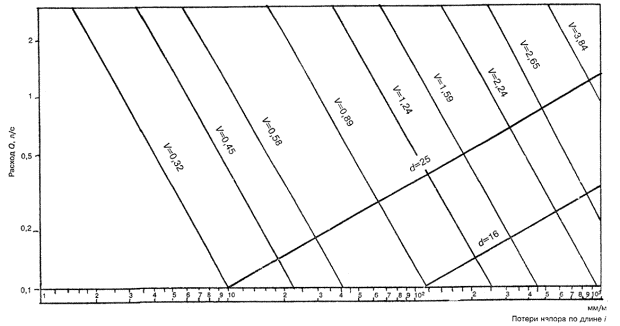 Расход Q, л/с
2
1
0,5
0,2
0,1
V=0,32
V=0,45
V=0,58
V=0,89
V=1,24
V=1,59
V=2,24
V=2,65
V=3,84
d=25
d=16
1 2 3 4 5 6 7 8 9 10 2 3 4 5 6 7 8 9 10² 2 3 4 5 6 7 8 9 10³
мм/м
Потери напора по длине i